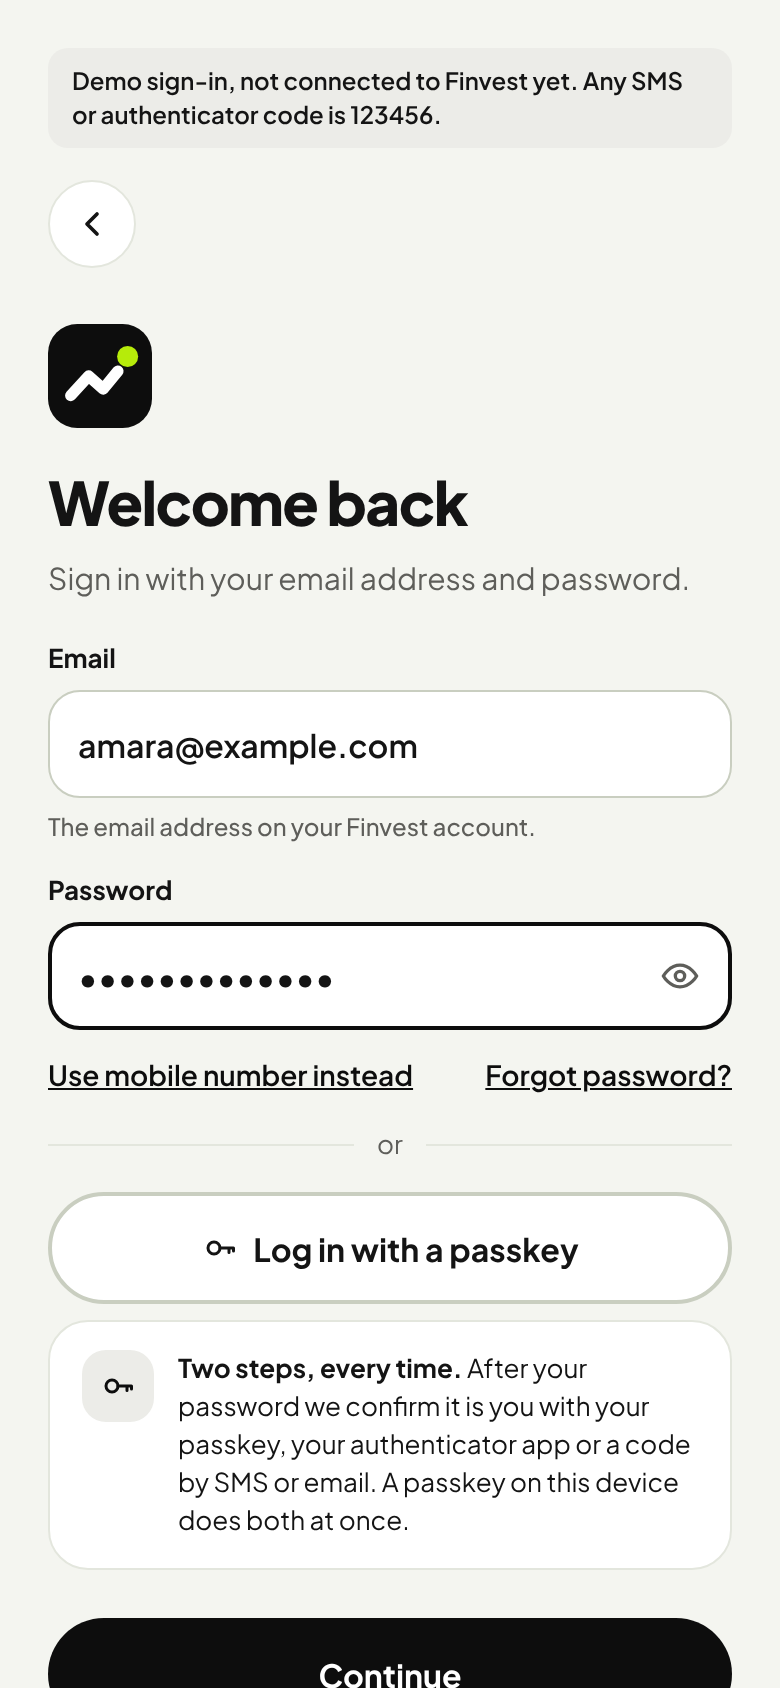 Demo sign-in, not connected to Finvest yet. Any SMS
or authenticator code is 123456.
Welcome back
Sign in with your email address and password.
Email
amara@example.com
The email address on your Finvest account.
Password
Use mobile number instead
Forgot password?
or
Log in with a passkey
Two steps, every time. After your
password we confirm it is you with your
passkey, your authenticator app or a code
by SMS or email. A passkey on this device
does both at once.
Continue